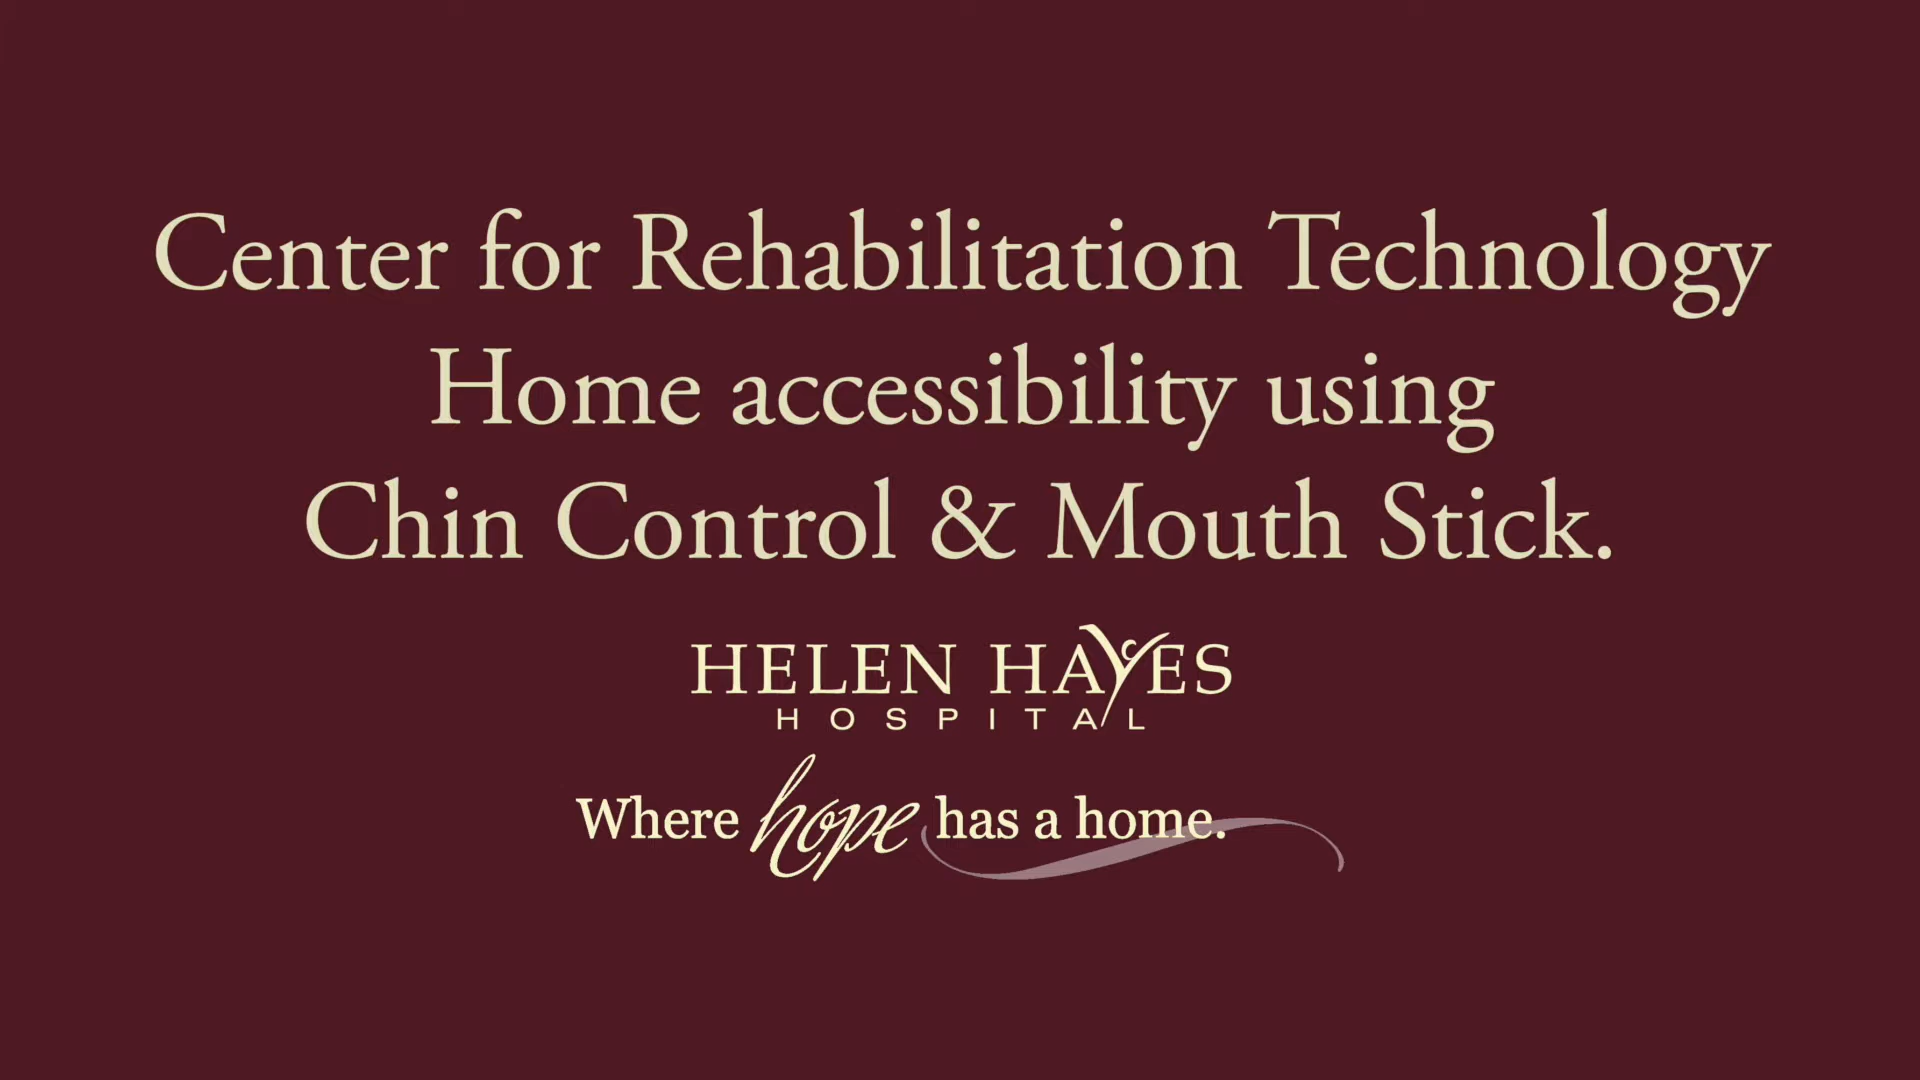 Center for Rehabilitation Technology
Home accessibility using
Chin Control & Mouth Stick.
HELEN HAYES
HOSPITAL
Where hope has a home.